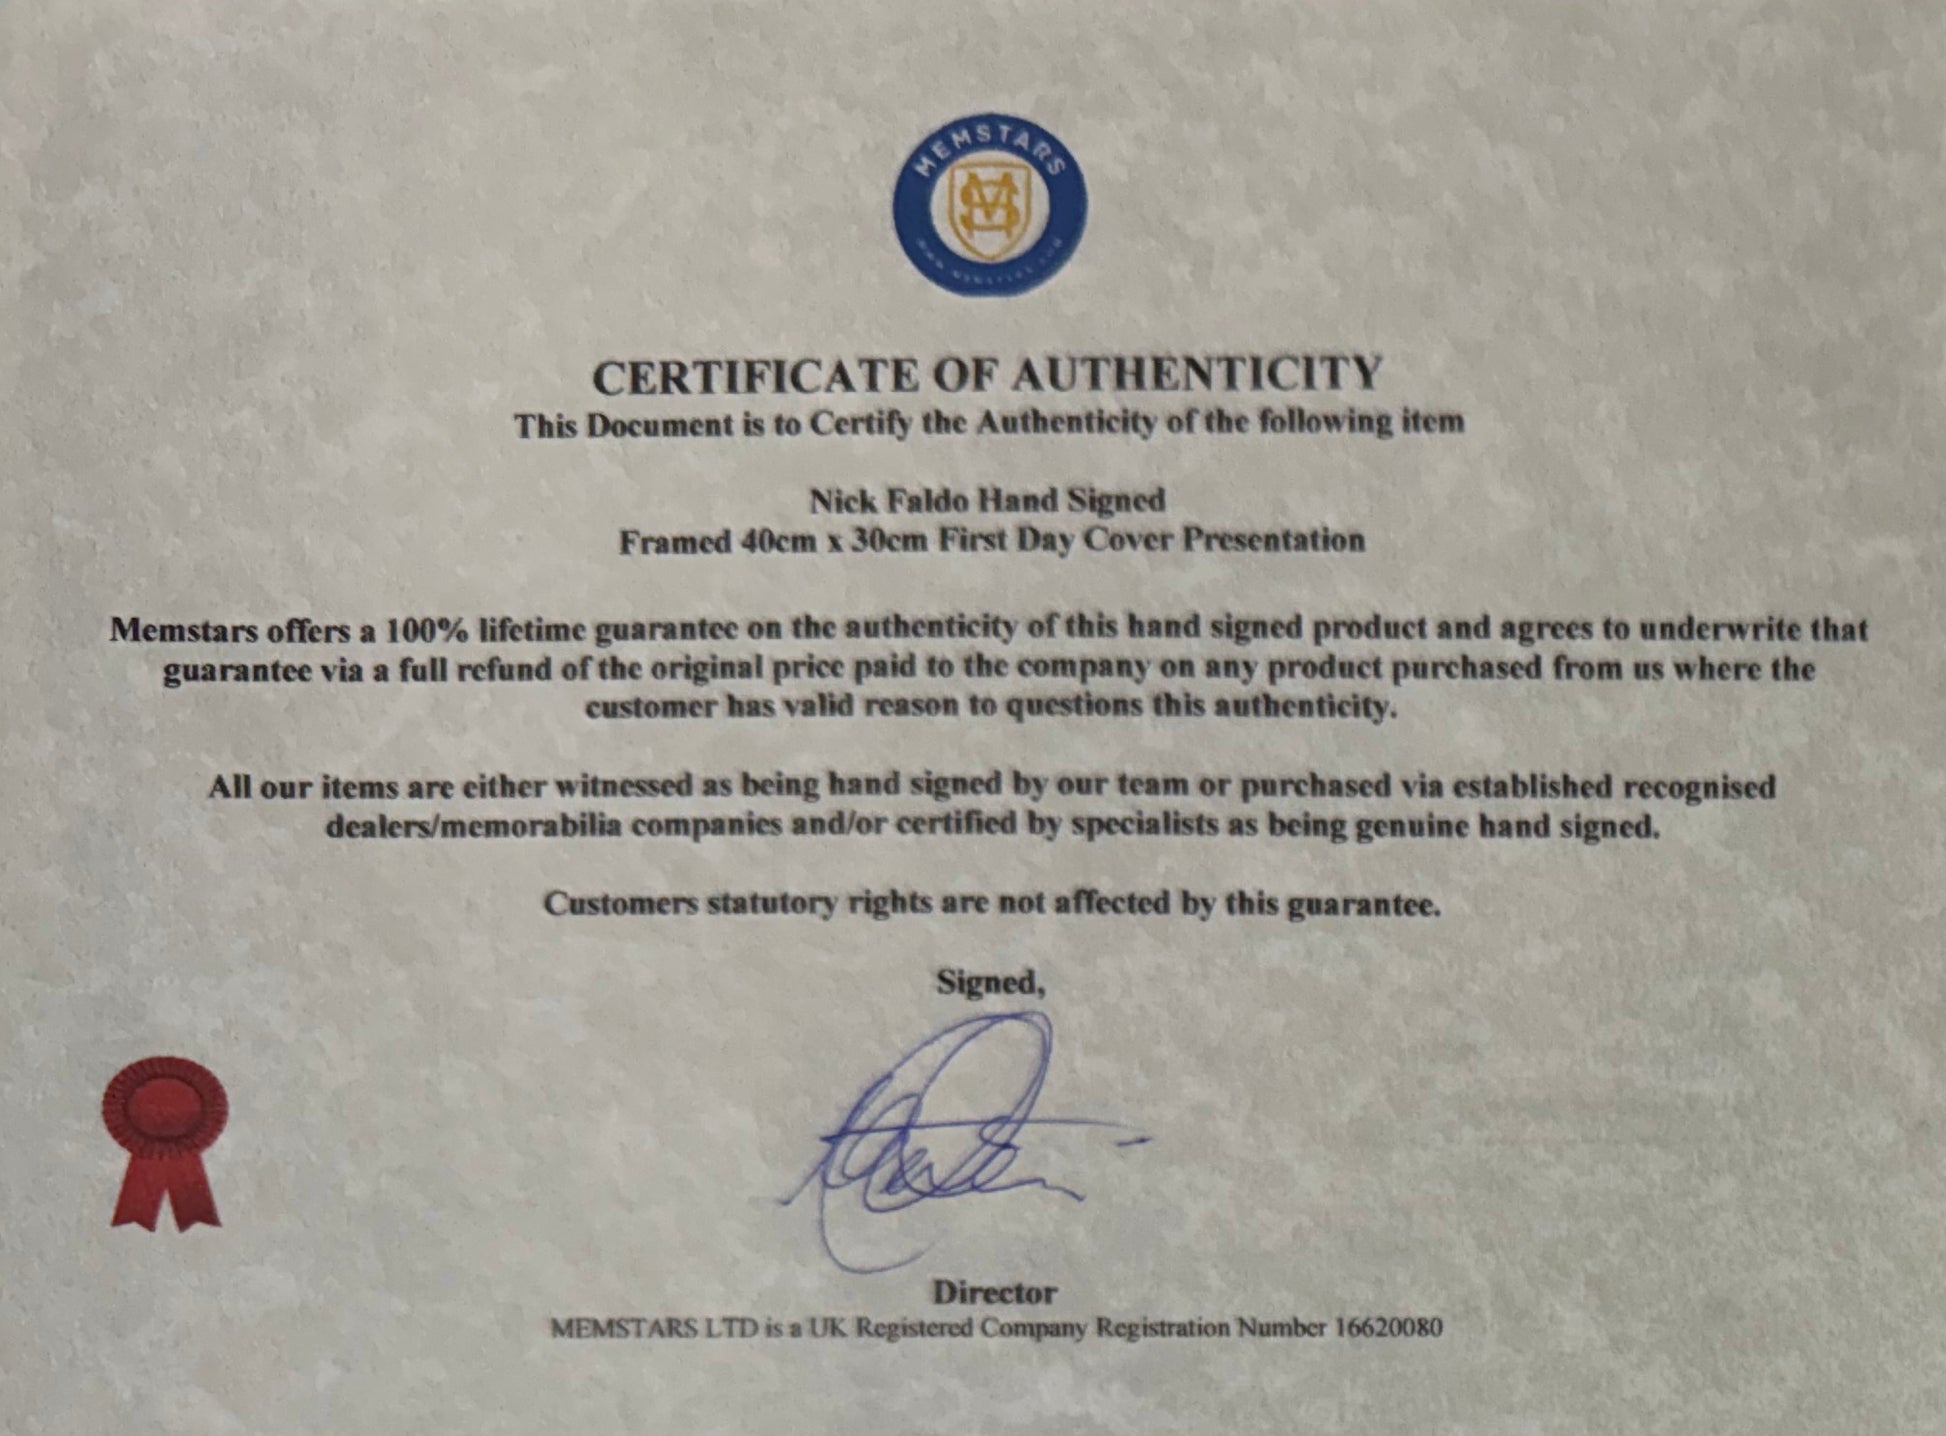 MEMSTARS
CERTIFICATE OF AUTHENTICITY
This Document is to Certify the Authenticity of the following item
Nick Faldo Hand Signed
Framed 40cm x 30cm First Day Cover Presentation
Memstars offers a 100% lifetime guarantee on the authenticity of this hand signed product and agrees to underwrite that
guarantee via a full refund of the original price paid to the company on any product purchased from us where the
customer has valid reason to questions this authenticity.
All our items are either witnessed as being hand signed by our team or purchased via established recognised
dealers/memorabilia companies and/or certified by specialists as being genuine hand signed.
Customers statutory rights are not affected by this guarantee.
Signed,
Director
MEMSTARS LTD is a UK Registered Company Registration Number 16620080